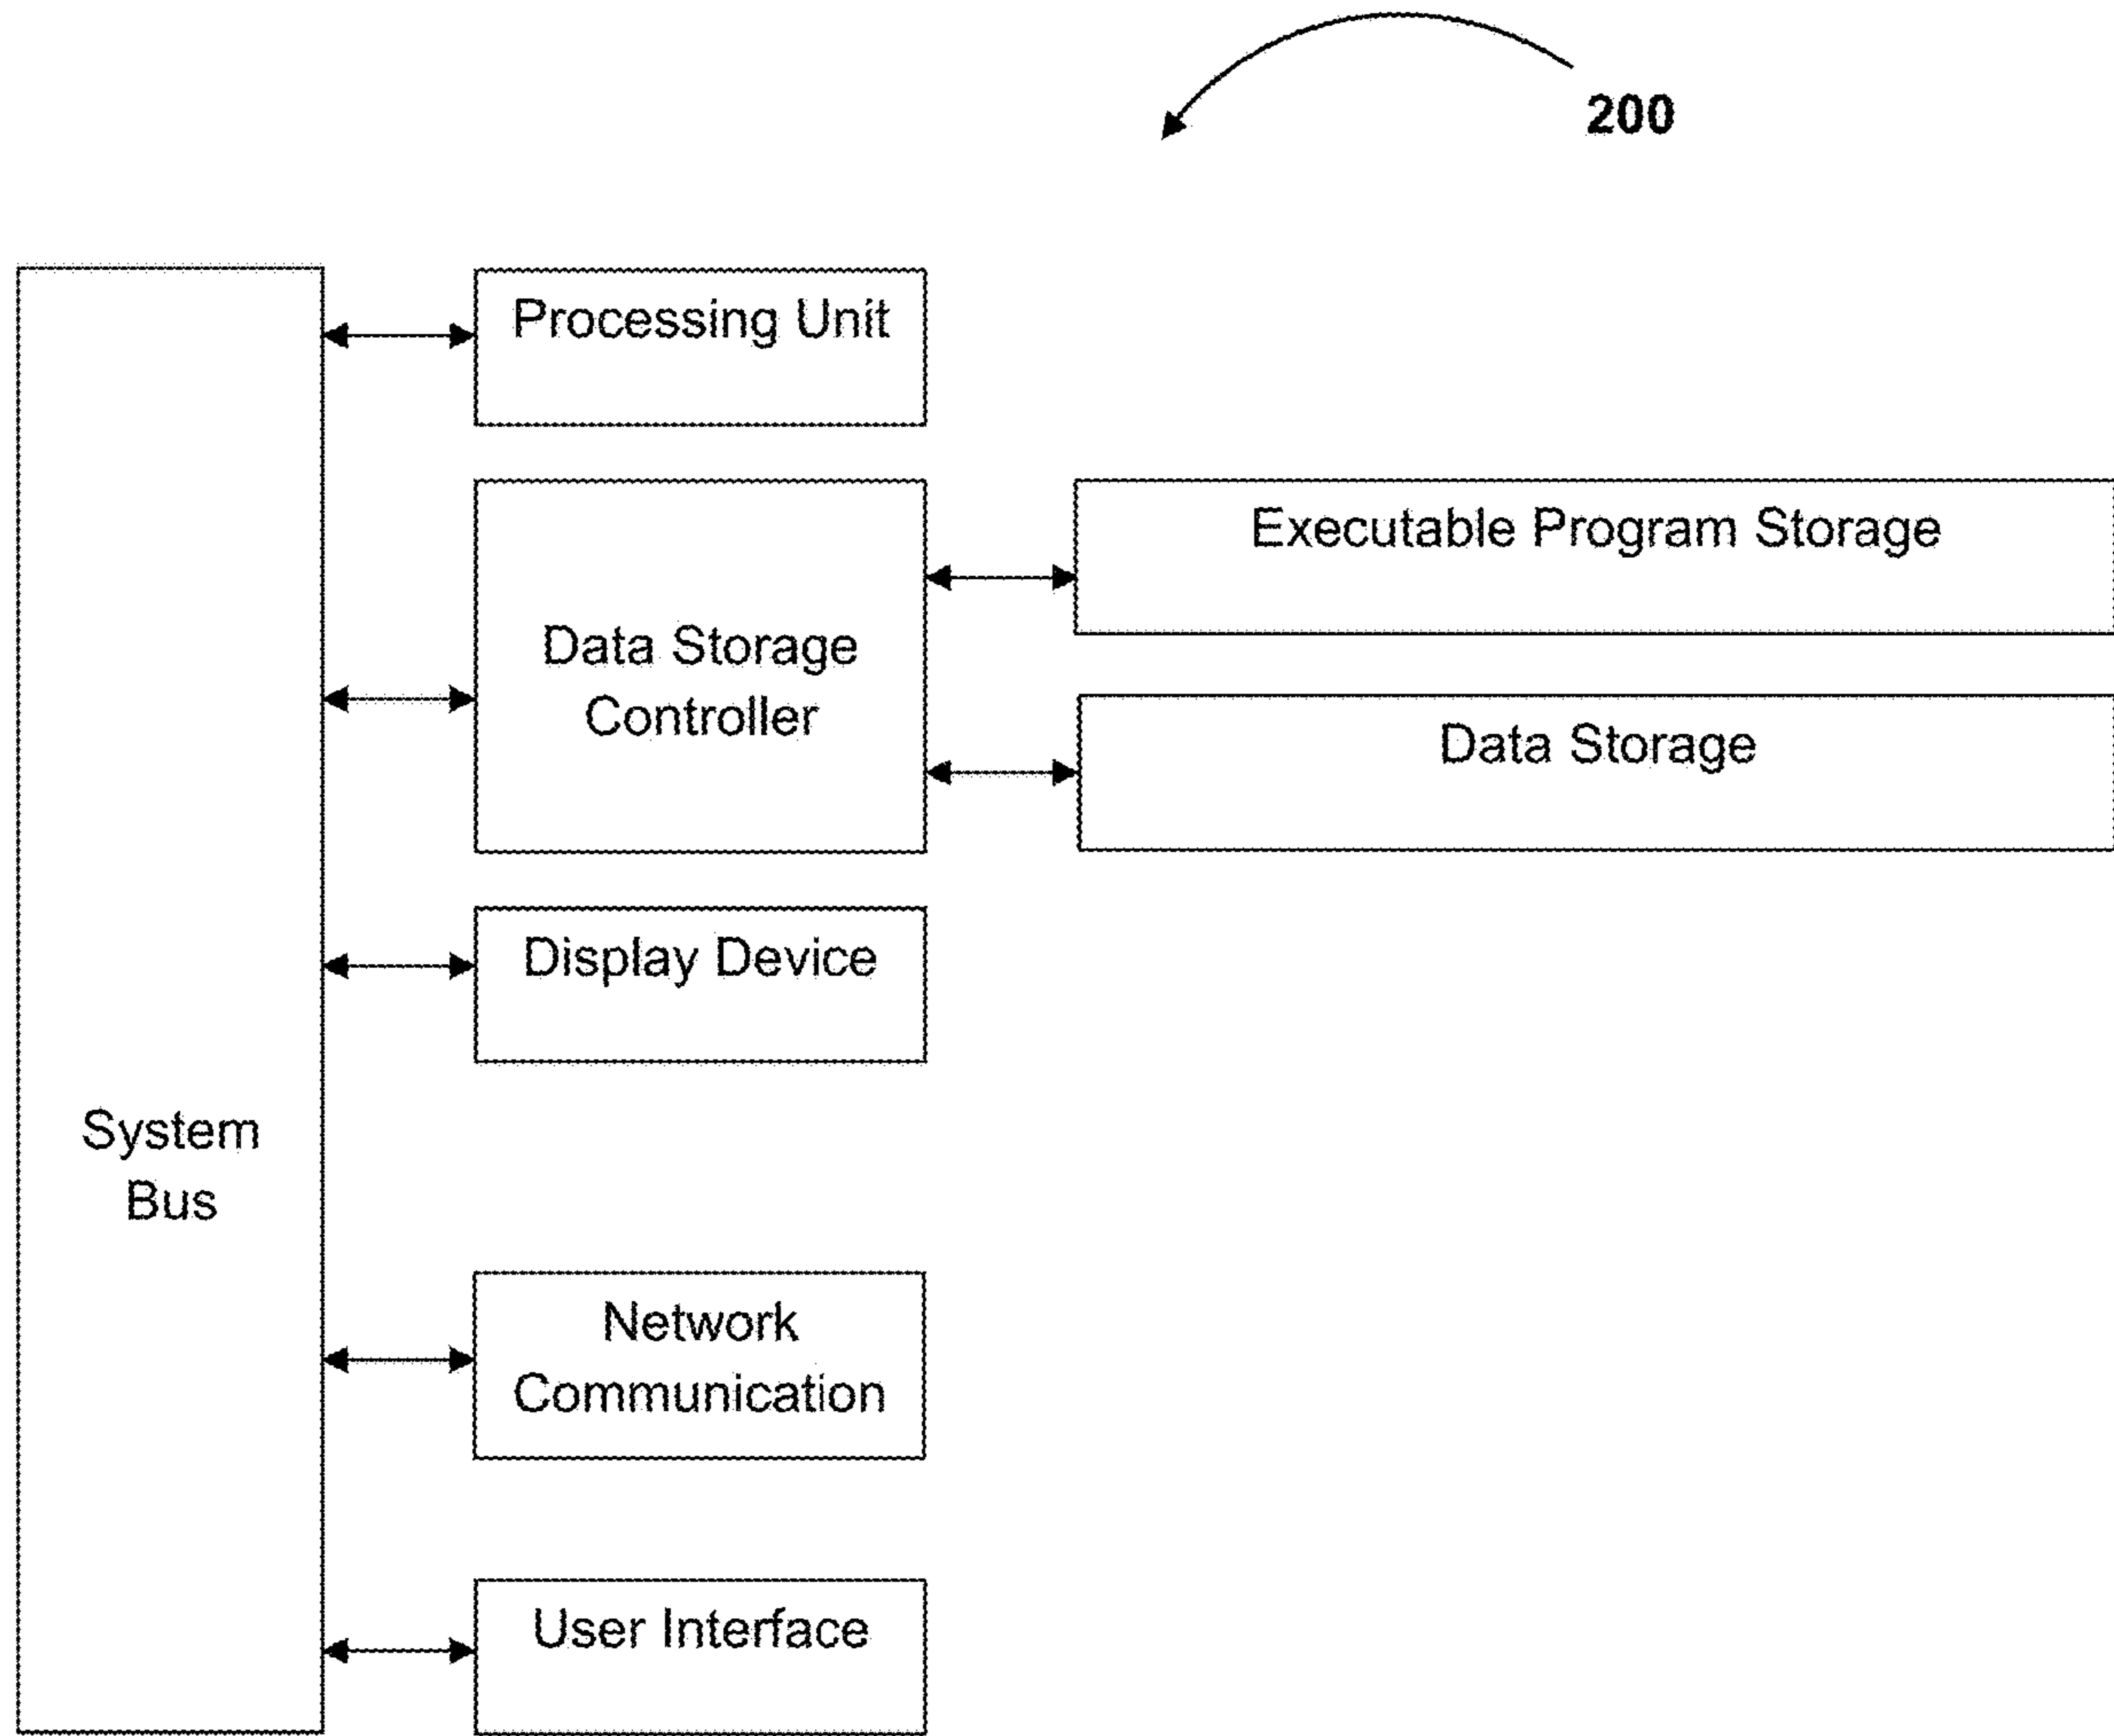 200
Processing Unit
Executable Program Storage
Data Storage
Controller
Data Storage
Display Device
System
Bus
Network
Communication
User Interface